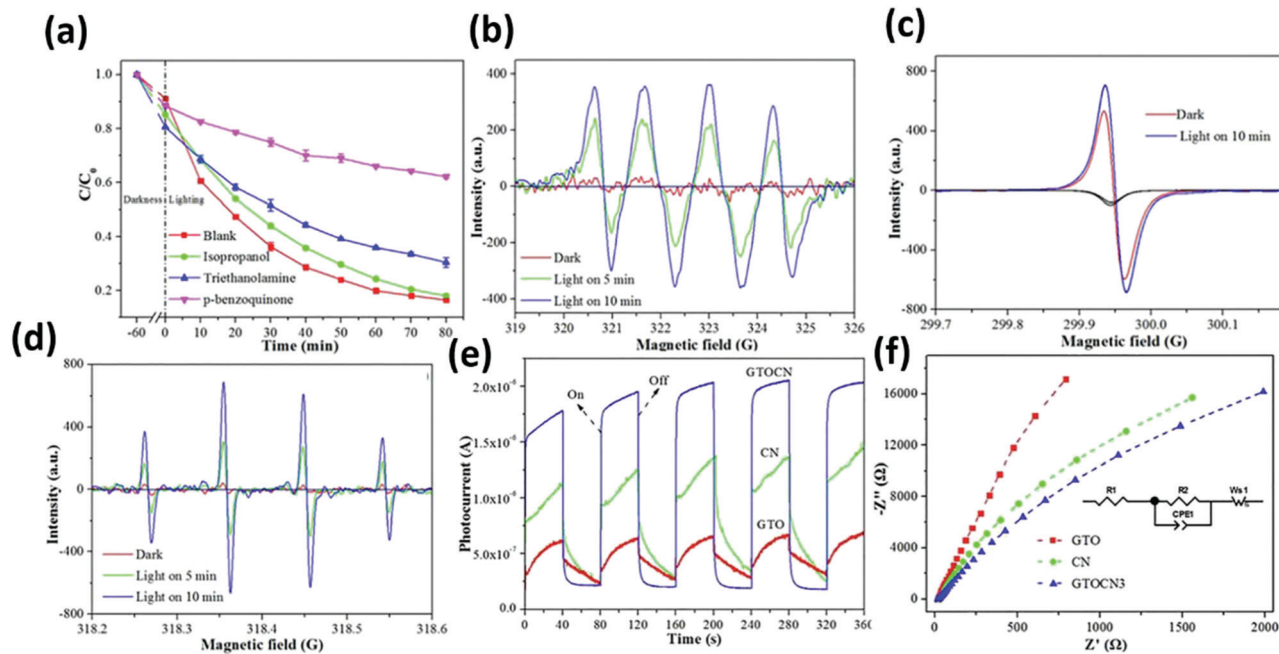 (a)
1.0
0.8
0.6
0.4
0.2
C/C0
Darkness
Lighting
Blank
Isopropanol
Triethanolamine
p-benzoquinone
-60 0 10 20 30 40 50 60 70 80
Time (min)
(b)
400
200
0
-200
-400
Intensity (a.u.)
Dark
Light on 5 min
Light on 10 min
319 320 321 322 323 324 325 326
Magnetic field (G)
(c)
800
400
0
-400
-800
Intensity (a.u.)
Dark
Light on 10 min
299.7 299.8 299.9 300.0 300.1
Magnetic field (G)
(d)
800
400
0
-400
-800
Intensity (a.u.)
Dark
Light on 5 min
Light on 10 min
318.2 318.3 318.4 318.5 318.6
Magnetic field (G)
(e)
2.0x10-6
1.5x10-6
1.0x10-6
5.0x10-7
0.0
Photocurrent (A)
On
Off
GTOCN
CN
GTO
0 40 80 120 160 200 240 280 320 360
Time (s)
(f)
16000
12000
8000
4000
0
-Z'' (Ω)
R1
R2
Ws1
CPE1
GTO
CN
GTOCN3
0 500 1000 1500 2000
Z' (Ω)